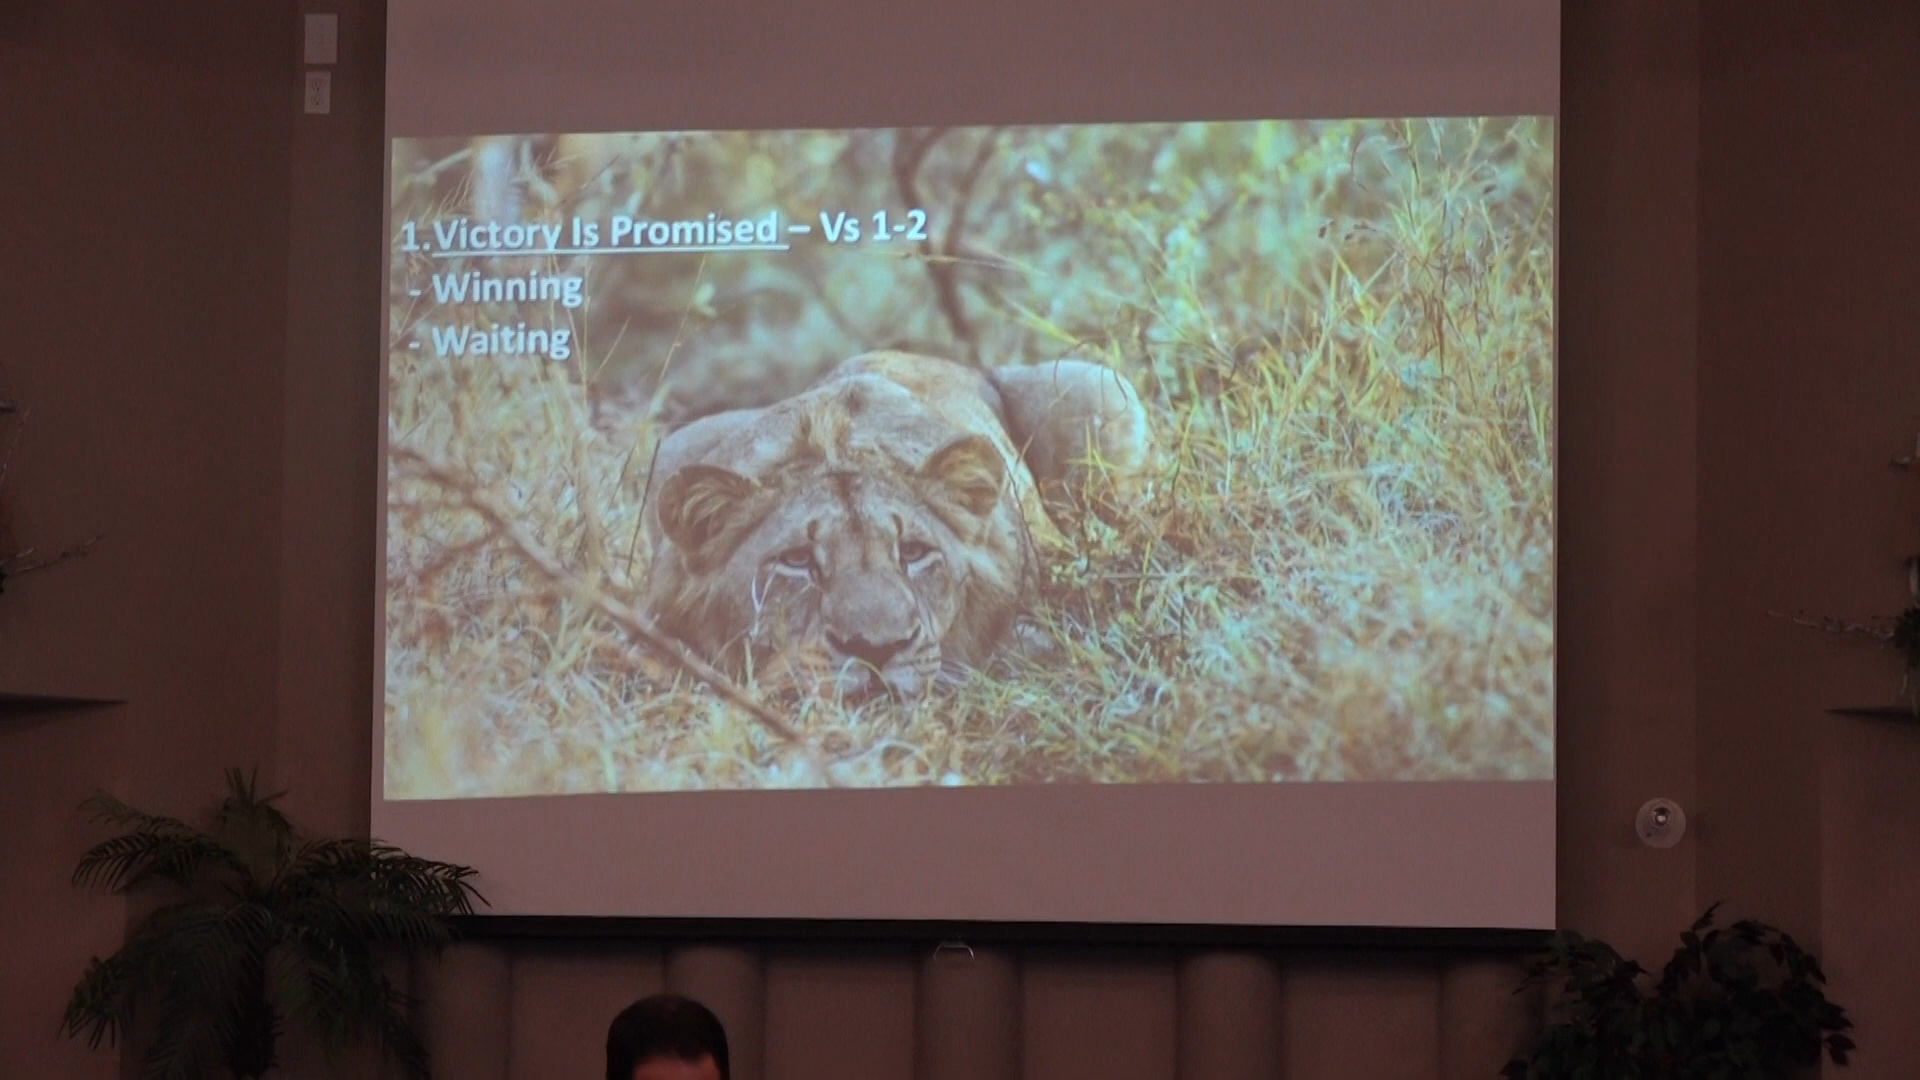 1. Victory Is Promised – Vs 1-2
- Winning
- Waiting